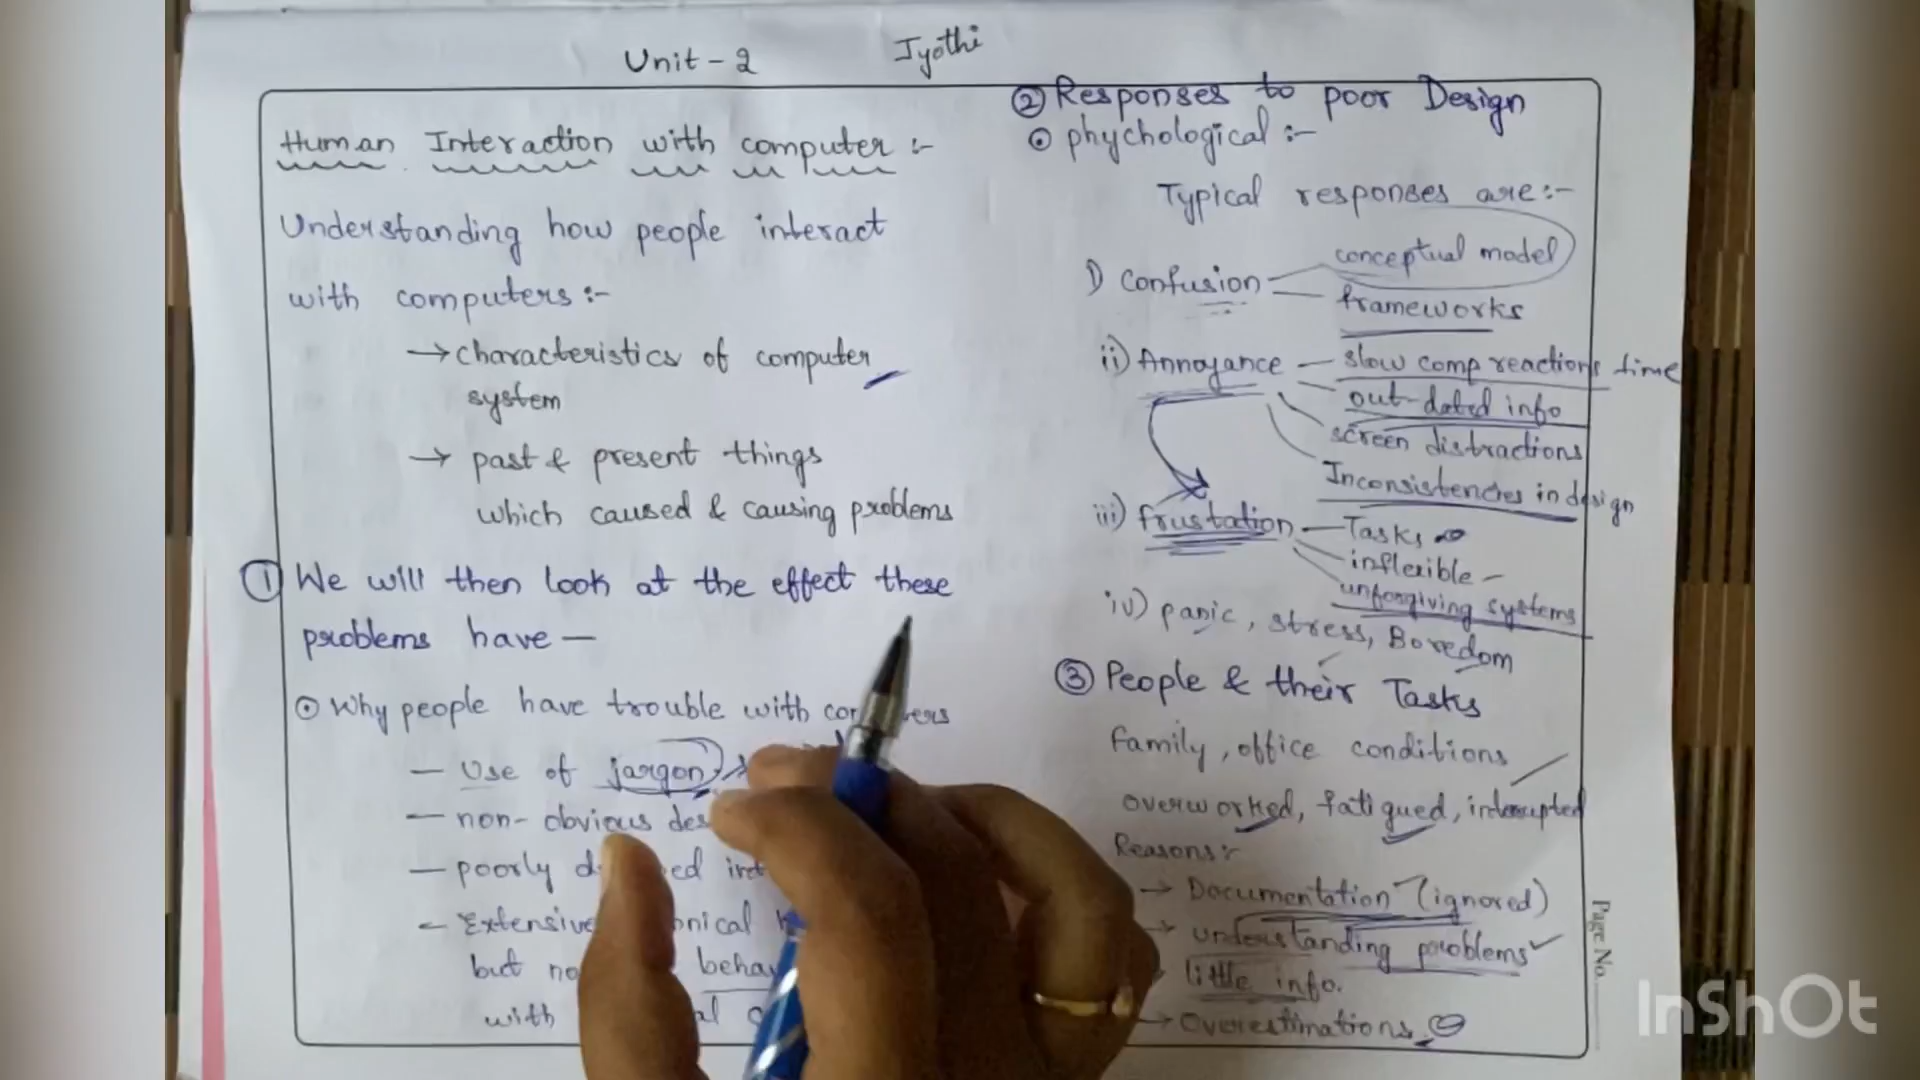 Unit - 2
Jyothi
Human Interaction with computer :-
Understanding how people interact
with computers :-
→ characteristics of computer
system
→ past & present things
which caused & causing problems
① We will then look at the effect these
problems have —
⊙ Why people have trouble with
— Use of jargon
— non-obvious
— poorly
— Extensive
but
with
② Responses to poor Design
⊙ phychological :-
Typical responses are :-
i) Confusion — conceptual model
— frameworks
ii) Annoyance — slow comp reactions time
out-dated info
screen distractions
Inconsistencies in design
iii) frustation — Tasks
— inflexible —
unforgiving systems
iv) panic, stress, Boredom
③ People & their Tasks
family, office conditions
overworked, fatigued, interrupted
Reasons :-
→ Documentation (ignored)
→ understanding problems
little info.
→ Overestimations
Page No.
InShOt